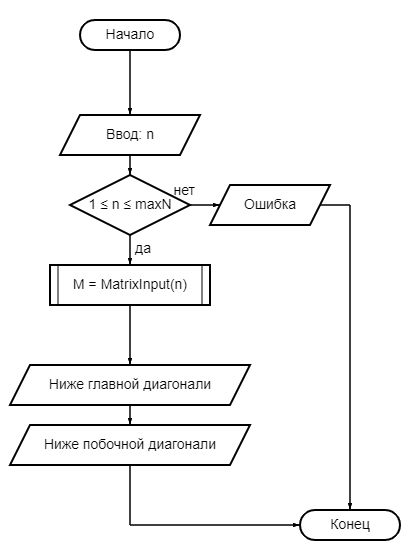 Начало
Ввод: n
1 ≤ n ≤ maxN
нет
Ошибка
да
M = MatrixInput(n)
Ниже главной диагонали
Ниже побочной диагонали
Конец